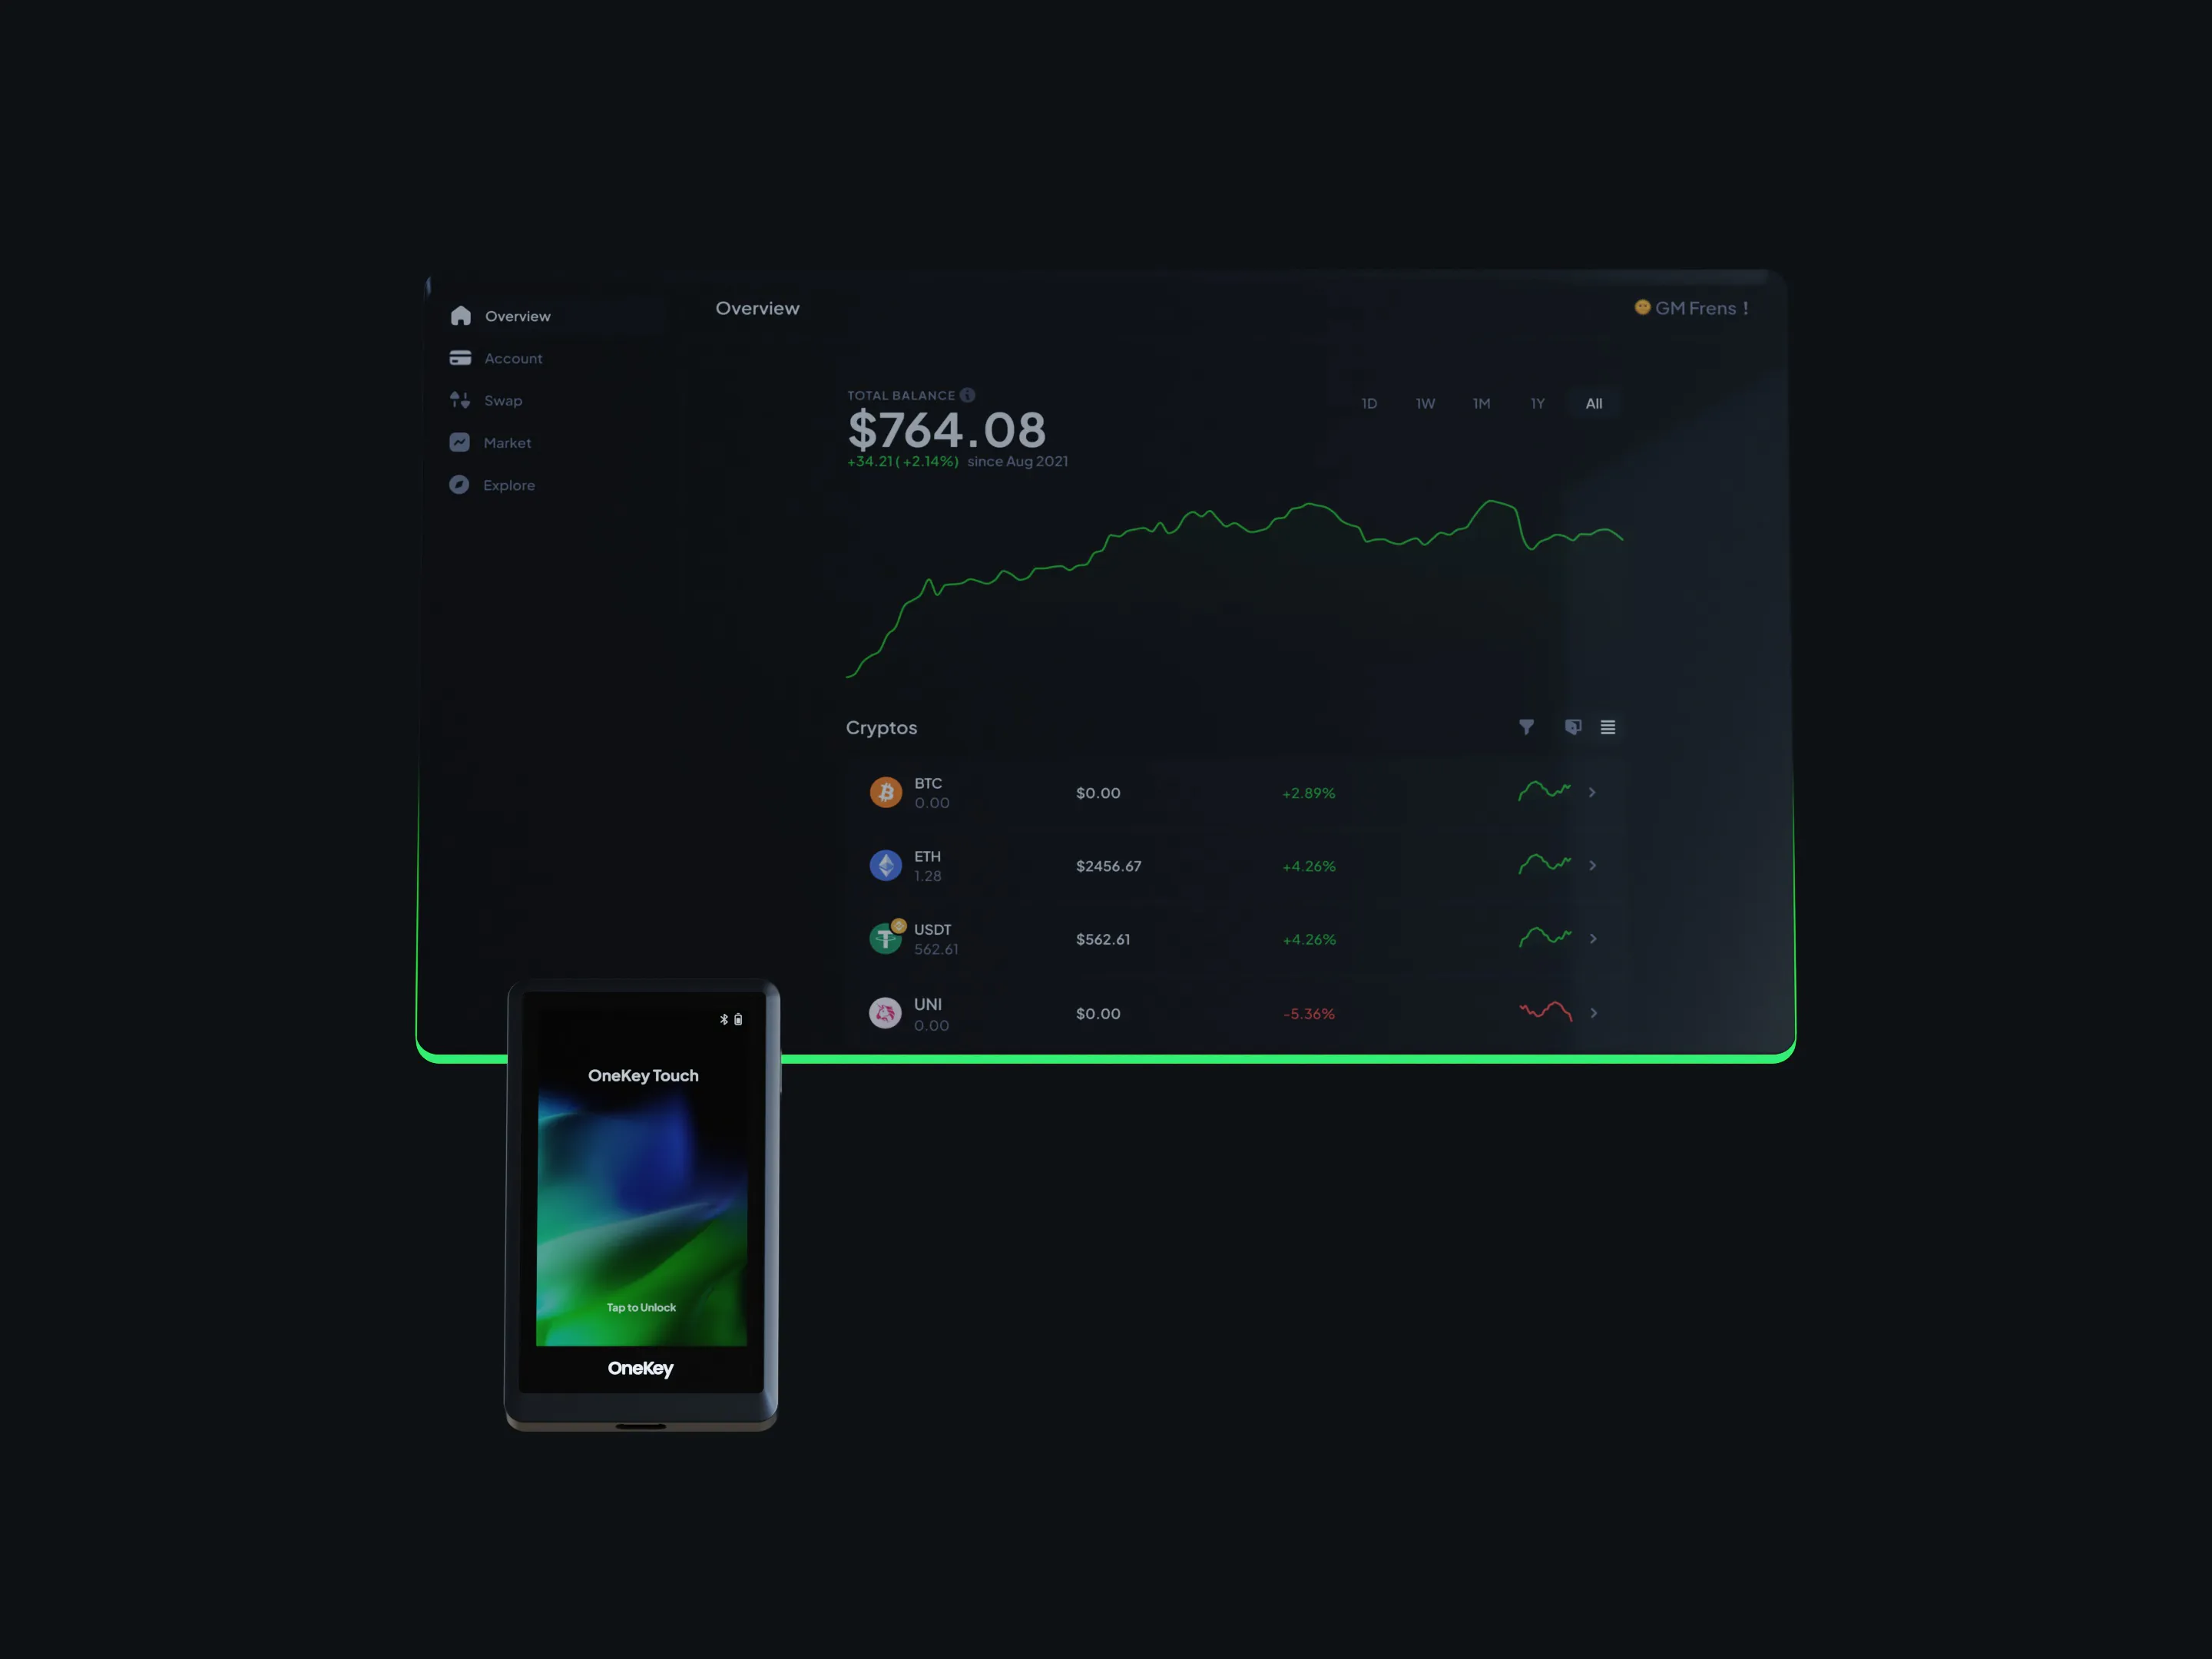 Overview
Account
Swap
Market
Explore
Overview
GM Frens !
TOTAL BALANCE
$764.08
+34.21 ( +2.14%) since Aug 2021
1D 1W 1M 1Y All
Cryptos
BTC
0.00
$0.00
+2.89%
ETH
1.28
$2456.67
+4.26%
USDT
562.61
$562.61
+4.26%
UNI
0.00
$0.00
-5.36%
OneKey Touch
Tap to Unlock
OneKey